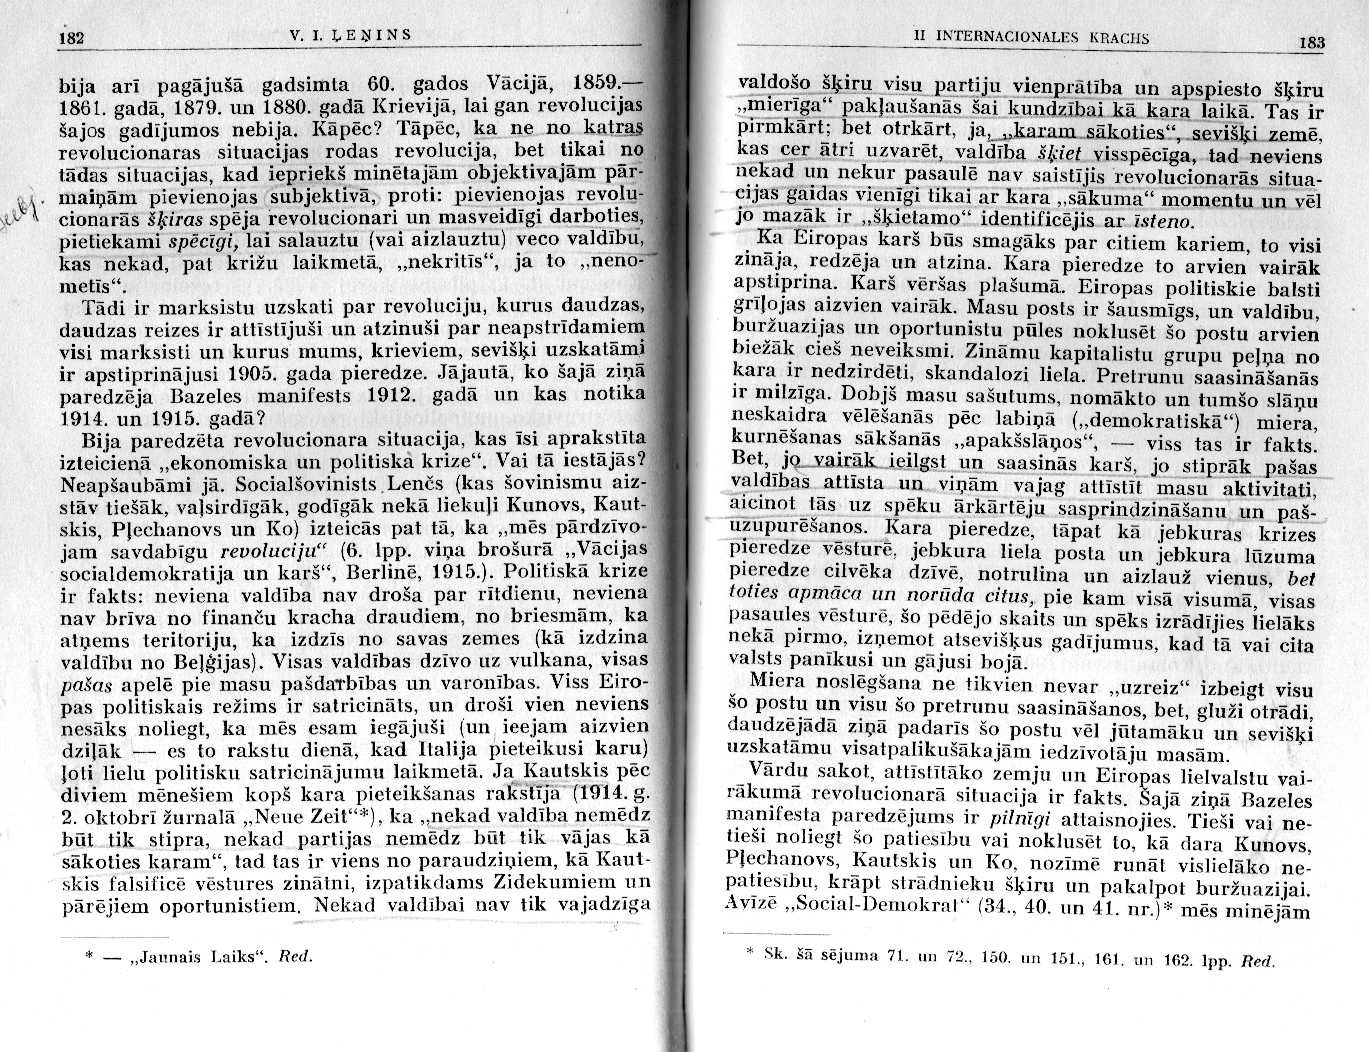 182
V. I. ĻEŅINS
bija arī pagājušā gadsimta 60. gados Vācijā, 1859.—
1861. gadā, 1879. un 1880. gadā Krievijā, lai gan revolucijas
šajos gadījumos nebija. Kāpēc? Tāpēc, ka ne no katras
revolucionaras situacijas rodas revolucija, bet tikai no
tādas situacijas, kad iepriekš minētajām objektivajām pār-
maiņām pievienojas subjektivā, proti: pievienojas revolu-
cionarās šķiras spēja revolucionari un masveidīgi darboties,
pietiekami spēcīgi, lai salauztu (vai aizlauztu) veco valdību,
kas nekad, pat križu laikmetā, „nekritīs“, ja to „neno-
metīs“.
Tādi ir marksistu uzskati par revoluciju, kurus daudzas,
daudzas reizes ir attīstījuši un atzinuši par neapstrīdamiem
visi marksisti un kurus mums, krieviem, sevišķi uzskatāmi
ir apstiprinājusi 1905. gada pieredze. Jājautā, ko šajā ziņā
paredzēja Bazeles manifests 1912. gadā un kas notika
1914. un 1915. gadā?
Bija paredzēta revolucionara situacija, kas īsi aprakstīta
izteicienā „ekonomiska un politiska krize“. Vai tā iestājās?
Neapšaubāmi jā. Socialšovinists Lenčs (kas šovinismu aiz-
stāv tiešāk, vaļsirdīgāk, godīgāk nekā liekuļi Kunovs, Kaut-
skis, Pļechanovs un Ko) izteicās pat tā, ka „mēs pārdzīvo-
jam savdabīgu revoluciju“ (6. lpp. viņa brošurā „Vācijas
socialdemokratija un karš“, Berlinē, 1915.). Politiskā krize
ir fakts: neviena valdība nav droša par rītdienu, neviena
nav brīva no finanču kracha draudiem, no briesmām, ka
atņems teritoriju, ka izdzīs no savas zemes (kā izdzina
valdību no Beļģijas). Visas valdības dzīvo uz vulkana, visas
pašas apelē pie masu pašdarbības un varonības. Viss Eiro-
pas politiskais režims ir satricināts, un droši vien neviens
nesāks noliegt, ka mēs esam iegājuši (un ieejam aizvien
dziļāk — es to rakstu dienā, kad Italija pieteikusi karu)
ļoti lielu politisku satricinājumu laikmetā. Ja Kautskis pēc
diviem mēnešiem kopš kara pieteikšanas rakstīja (1914. g.
2. oktobrī žurnalā „Neue Zeit“*), ka „nekad valdība nemēdz
būt tik stipra, nekad partijas nemēdz būt tik vājas kā
sākoties karam“, tad tas ir viens no paraudziņiem, kā Kaut-
skis falsificē vēstures zinātni, izpatikdams Zidekumiem un
pārējiem oportunistiem. Nekad valdībai nav tik vajadzīga
* — „Jaunais Laiks“. Red.
II INTERNACIONALES KRACHS
183
valdošo šķiru visu partiju vienprātība un apspiesto šķiru
„mierīga“ pakļaušanās šai kundzībai kā kara laikā. Tas ir
pirmkārt; bet otrkārt, ja, „karam sākoties“, sevišķi zemē,
kas cer ātri uzvarēt, valdība šķiet visspēcīga, tad neviens
nekad un nekur pasaulē nav saistījis revolucionarās situa-
cijas gaidas vienīgi tikai ar kara „sākuma“ momentu un vēl
jo mazāk ir „šķietamo“ identificējis ar īsteno.
Ka Eiropas karš būs smagāks par citiem kariem, to visi
zināja, redzēja un atzina. Kara pieredze to arvien vairāk
apstiprina. Karš vēršas plašumā. Eiropas politiskie balsti
grīļojas aizvien vairāk. Masu posts ir šausmīgs, un valdību,
buržuazijas un oportunistu pūles noklusēt šo postu arvien
biežāk cieš neveiksmi. Zināmu kapitalistu grupu peļņa no
kara ir nedzirdēti, skandalozi liela. Pretrunu saasināšanās
ir milzīga. Dobjš masu sašutums, nomākto un tumšo slāņu
neskaidra vēlēšanās pēc labiņā („demokratiskā“) miera,
kurnēšanas sākšanās „apakšslāņos“, — viss tas ir fakts.
Bet, jo vairāk ieilgst un saasinās karš, jo stiprāk pašas
valdības attīsta un viņām vajag attīstīt masu aktivitati,
aicinot tās uz spēku ārkārtēju sasprindzināšanu un paš-
uzupurēšanos. Kara pieredze, tāpat kā jebkuras krizes
pieredze vēsturē, jebkura liela posta un jebkura lūzuma
pieredze cilvēka dzīvē, notrulina un aizlauž vienus, bet
toties apmāca un norūda citus, pie kam visā visumā, visas
pasaules vēsturē, šo pēdējo skaits un spēks izrādījies lielāks
nekā pirmo, izņemot atsevišķus gadījumus, kad tā vai cita
valsts panīkusi un gājusi bojā.
Miera noslēgšana ne tikvien nevar „uzreiz“ izbeigt visu
šo postu un visu šo pretrunu saasināšanos, bet, gluži otrādi,
daudzējādā ziņā padarīs šo postu vēl jūtamāku un sevišķi
uzskatāmu visatpalikušākajām iedzīvotāju masām.
Vārdu sakot, attīstītāko zemju un Eiropas lielvalstu vai-
rākumā revolucionarā situacija ir fakts. Šajā ziņā Bazeles
manifesta paredzējums ir pilnīgi attaisnojies. Tieši vai ne-
tieši noliegt šo patiesību vai noklusēt to, kā dara Kunovs,
Pļechanovs, Kautskis un Ko, nozīmē runāt vislielāko ne-
patiesību, krāpt strādnieku šķiru un pakalpot buržuazijai.
Avīzē „Social-Demokrat“ (34., 40. un 41. nr.)* mēs minējām
* Sk. šā sējuma 71. un 72., 150. un 151., 161. un 162. lpp. Red.